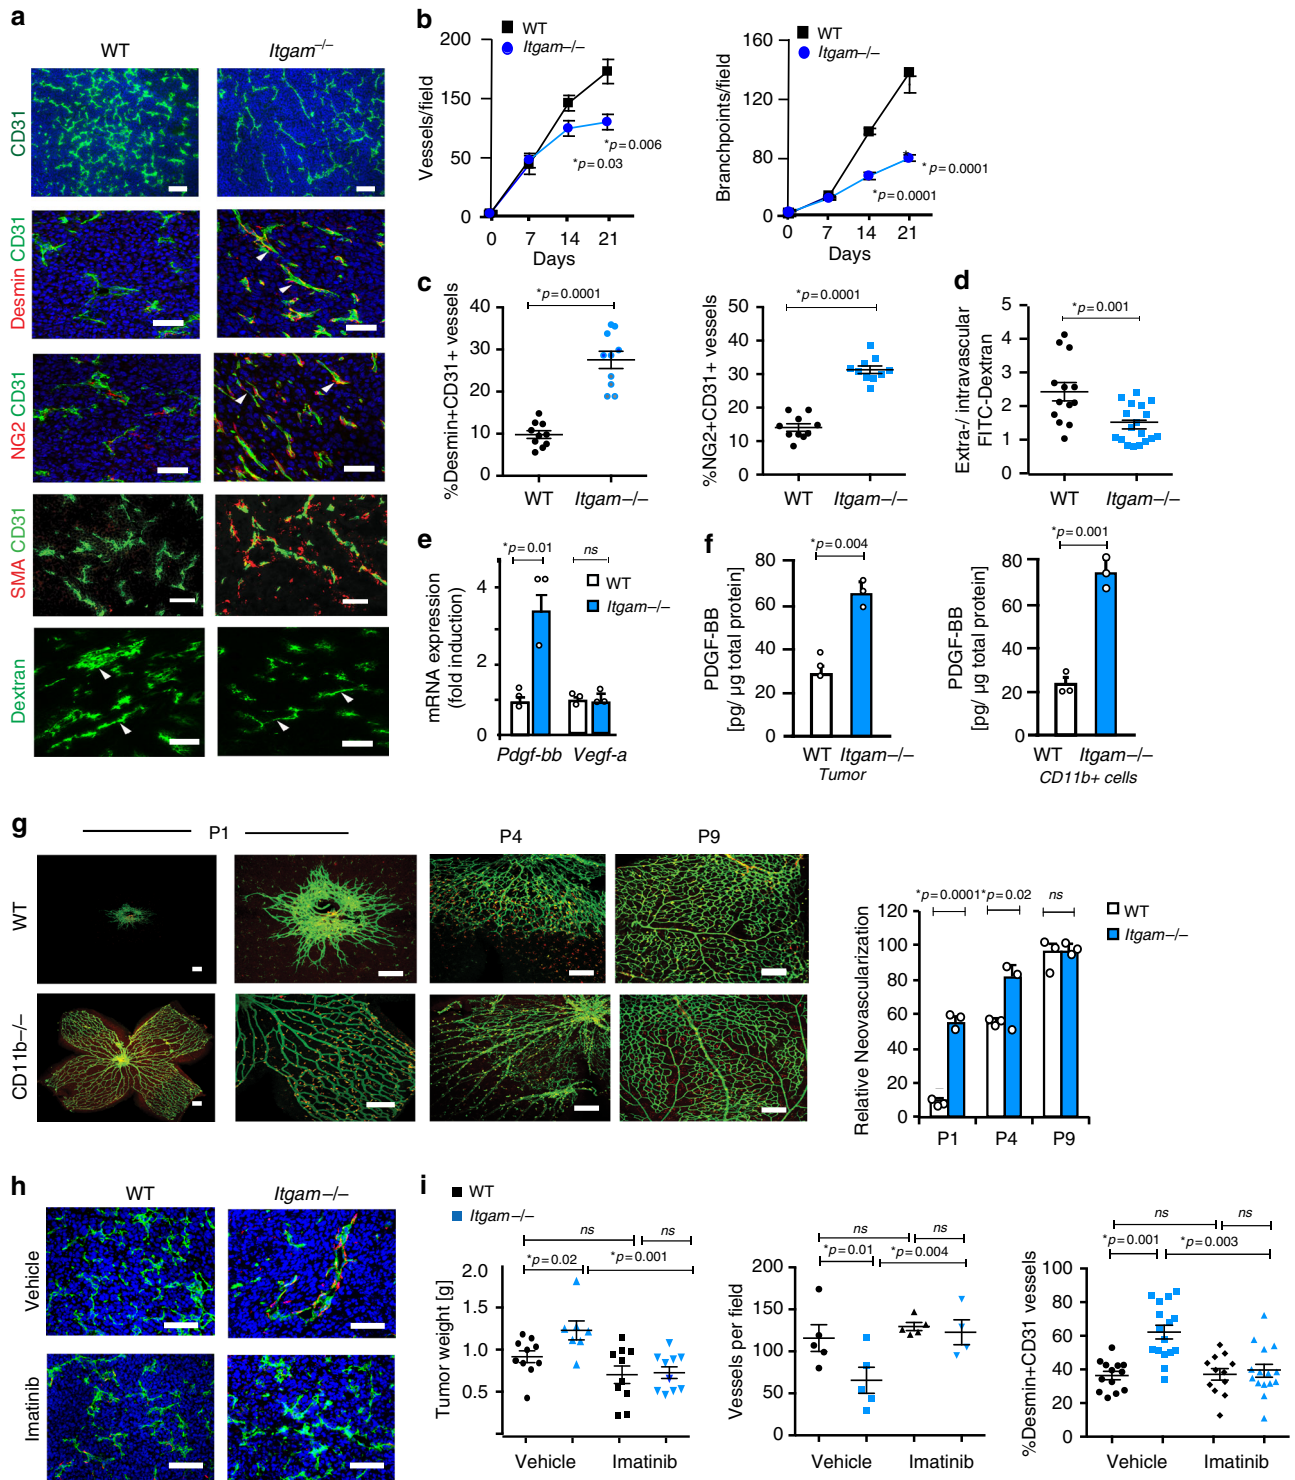 a
WT
Itgam–/–
CD31
Desmin CD31
NG2 CD31
SMA CD31
Dextran
b
WT
Itgam–/–
Vessels/field
200
150
50
0
*p=0.006
*p=0.03
0 7 14 21
Days
WT
Itgam–/–
Branchpoints/field
160
80
0
*p=0.0001
*p=0.0001
0 7 14 21
Days
c
*p=0.0001
%Desmin+CD31+ vessels
40
30
20
10
0
WT Itgam–/–
*p=0.0001
%NG2+CD31+ vessels
50
40
30
20
10
0
WT Itgam–/–
d
*p=0.001
Extra-/ intravascular
FITC-Dextran
5
4
3
2
1
0
WT Itgam–/–
e
*p=0.01
ns
WT
Itgam–/–
mRNA expression
(fold induction)
4
2
0
Pdgf-bb Vegf-a
f
*p=0.004
PDGF-BB
[pg/ µg total protein]
80
60
40
20
0
WT Itgam–/–
Tumor
*p=0.001
PDGF-BB
[pg/ µg total protein]
80
60
40
20
0
WT Itgam–/–
CD11b+ cells
g
P1
P4
P9
WT
CD11b–/–
*p=0.0001 *p=0.02 ns
WT
Itgam–/–
Relative Neovascularization
120
100
80
60
40
20
0
P1 P4 P9
h
WT
Itgam–/–
Vehicle
Imatinib
i
WT
Itgam–/–
ns
ns
*p=0.02
*p=0.001
Tumor weight [g]
2.0
1.5
1.0
0.5
Vehicle Imatinib
ns
ns
*p=0.01
*p=0.004
Vessels per field
200
150
100
50
0
Vehicle Imatinib
ns
ns
*p=0.001
*p=0.003
%Desmin+CD31 vessels
100
80
60
40
20
0
Vehicle Imatinib